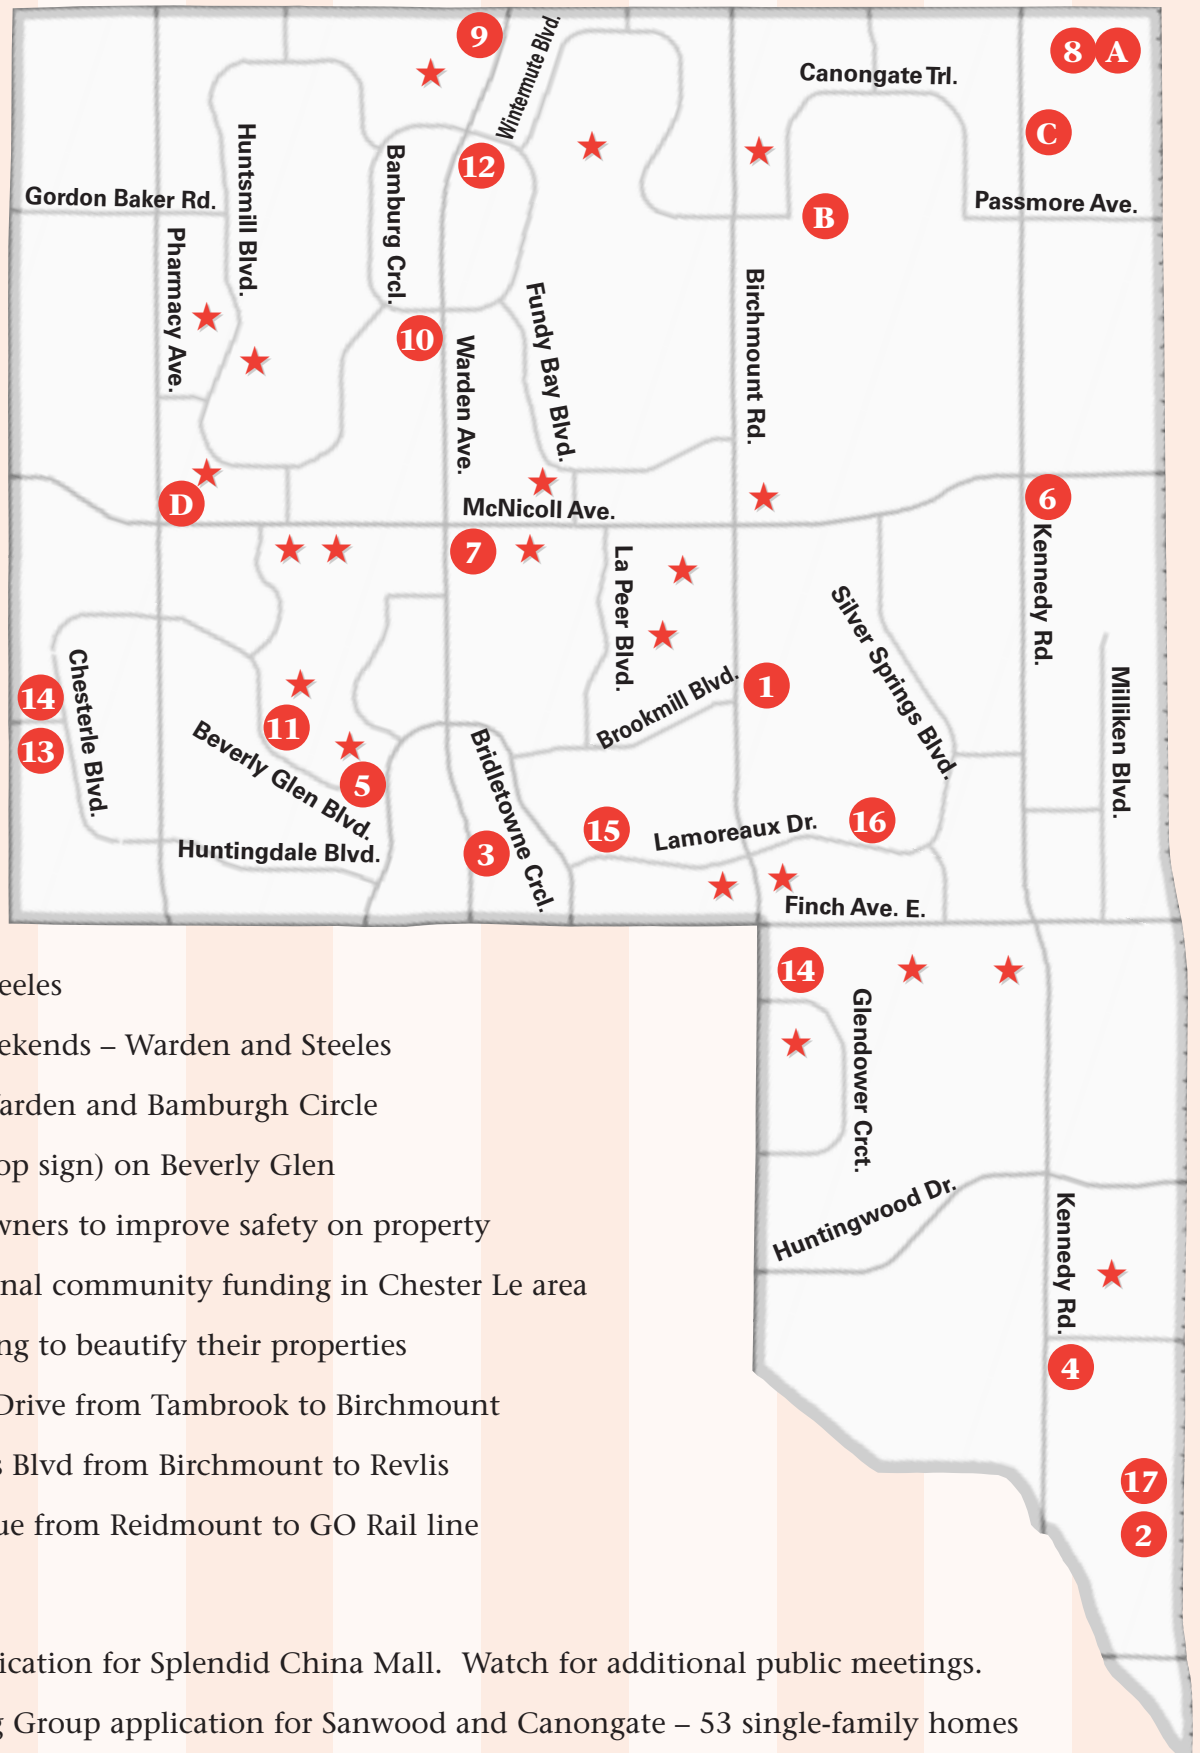 9
Wintermute Blvd.
8
A
Canongate Trl.
C
Huntsmill Blvd.
Bamburg Crcl.
12
Gordon Baker Rd.
B
Passmore Ave.
Pharmacy Ave.
Birchmount Rd.
Fundy Bay Blvd.
10
Warden Ave.
D
McNicoll Ave.
6
7
Kennedy Rd.
La Peer Blvd.
Silver Springs Blvd.
14
Chesterle Blvd.
13
11
Beverly Glen Blvd.
5
Brookmill Blvd.
1
Milliken Blvd.
Bridletowne Crcl.
Huntingdale Blvd.
3
15
Lamoreaux Dr.
16
Finch Ave. E.
14
Glendower Crct.
Huntingwood Dr.
Kennedy Rd.
4
17
2
eeles
ekends – Warden and Steeles
arden and Bamburgh Circle
op sign) on Beverly Glen
wners to improve safety on property
nal community funding in Chester Le area
ng to beautify their properties
Drive from Tambrook to Birchmount
s Blvd from Birchmount to Revlis
ue from Reidmount to GO Rail line
ication for Splendid China Mall. Watch for additional public meetings.
g Group application for Sanwood and Canongate – 53 single-family homes